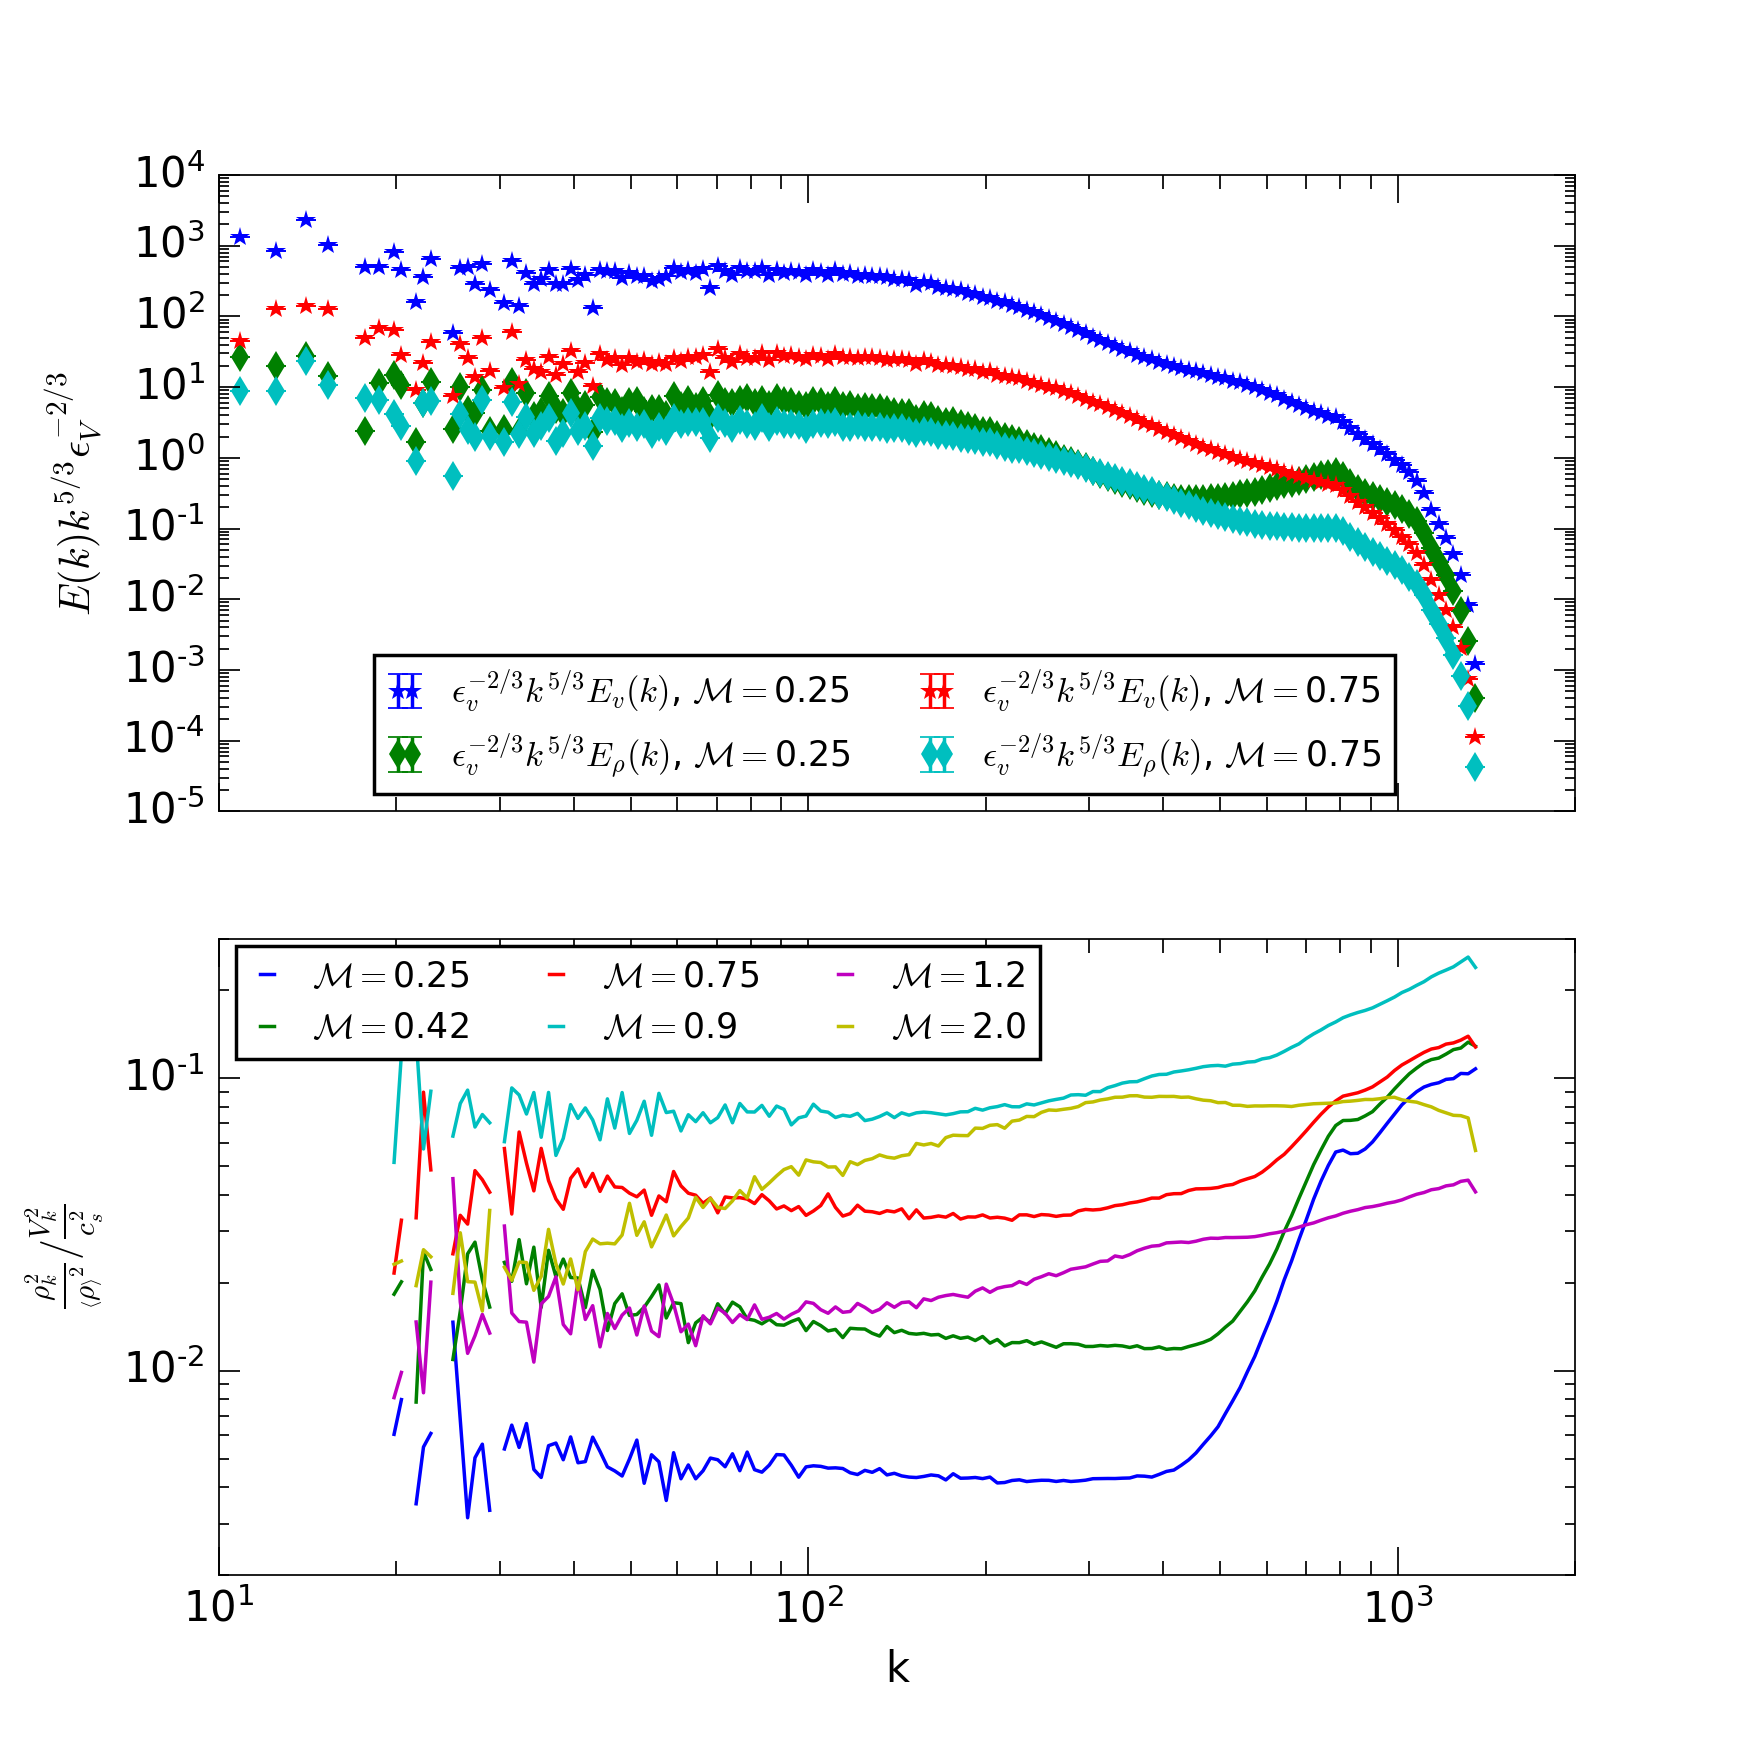 10^4
10^3
10^2
10^1
10^0
10^-1
10^-2
10^-3
10^-4
10^-5
E(k)k^{5/3}ϵ_V^{−2/3}
ϵ_v^{−2/3}k^{5/3}E_v(k), ℳ = 0.25
ϵ_v^{−2/3}k^{5/3}E_v(k), ℳ = 0.75
ϵ_v^{−2/3}k^{5/3}E_ρ(k), ℳ = 0.25
ϵ_v^{−2/3}k^{5/3}E_ρ(k), ℳ = 0.75
ℳ = 0.25 ℳ = 0.75 ℳ = 1.2
ℳ = 0.42 ℳ = 0.9 ℳ = 2.0
10^-1
10^-2
ρ_k^2/⟨ρ⟩^2 / V_k^2/c_s^2
10^1 10^2 10^3
k